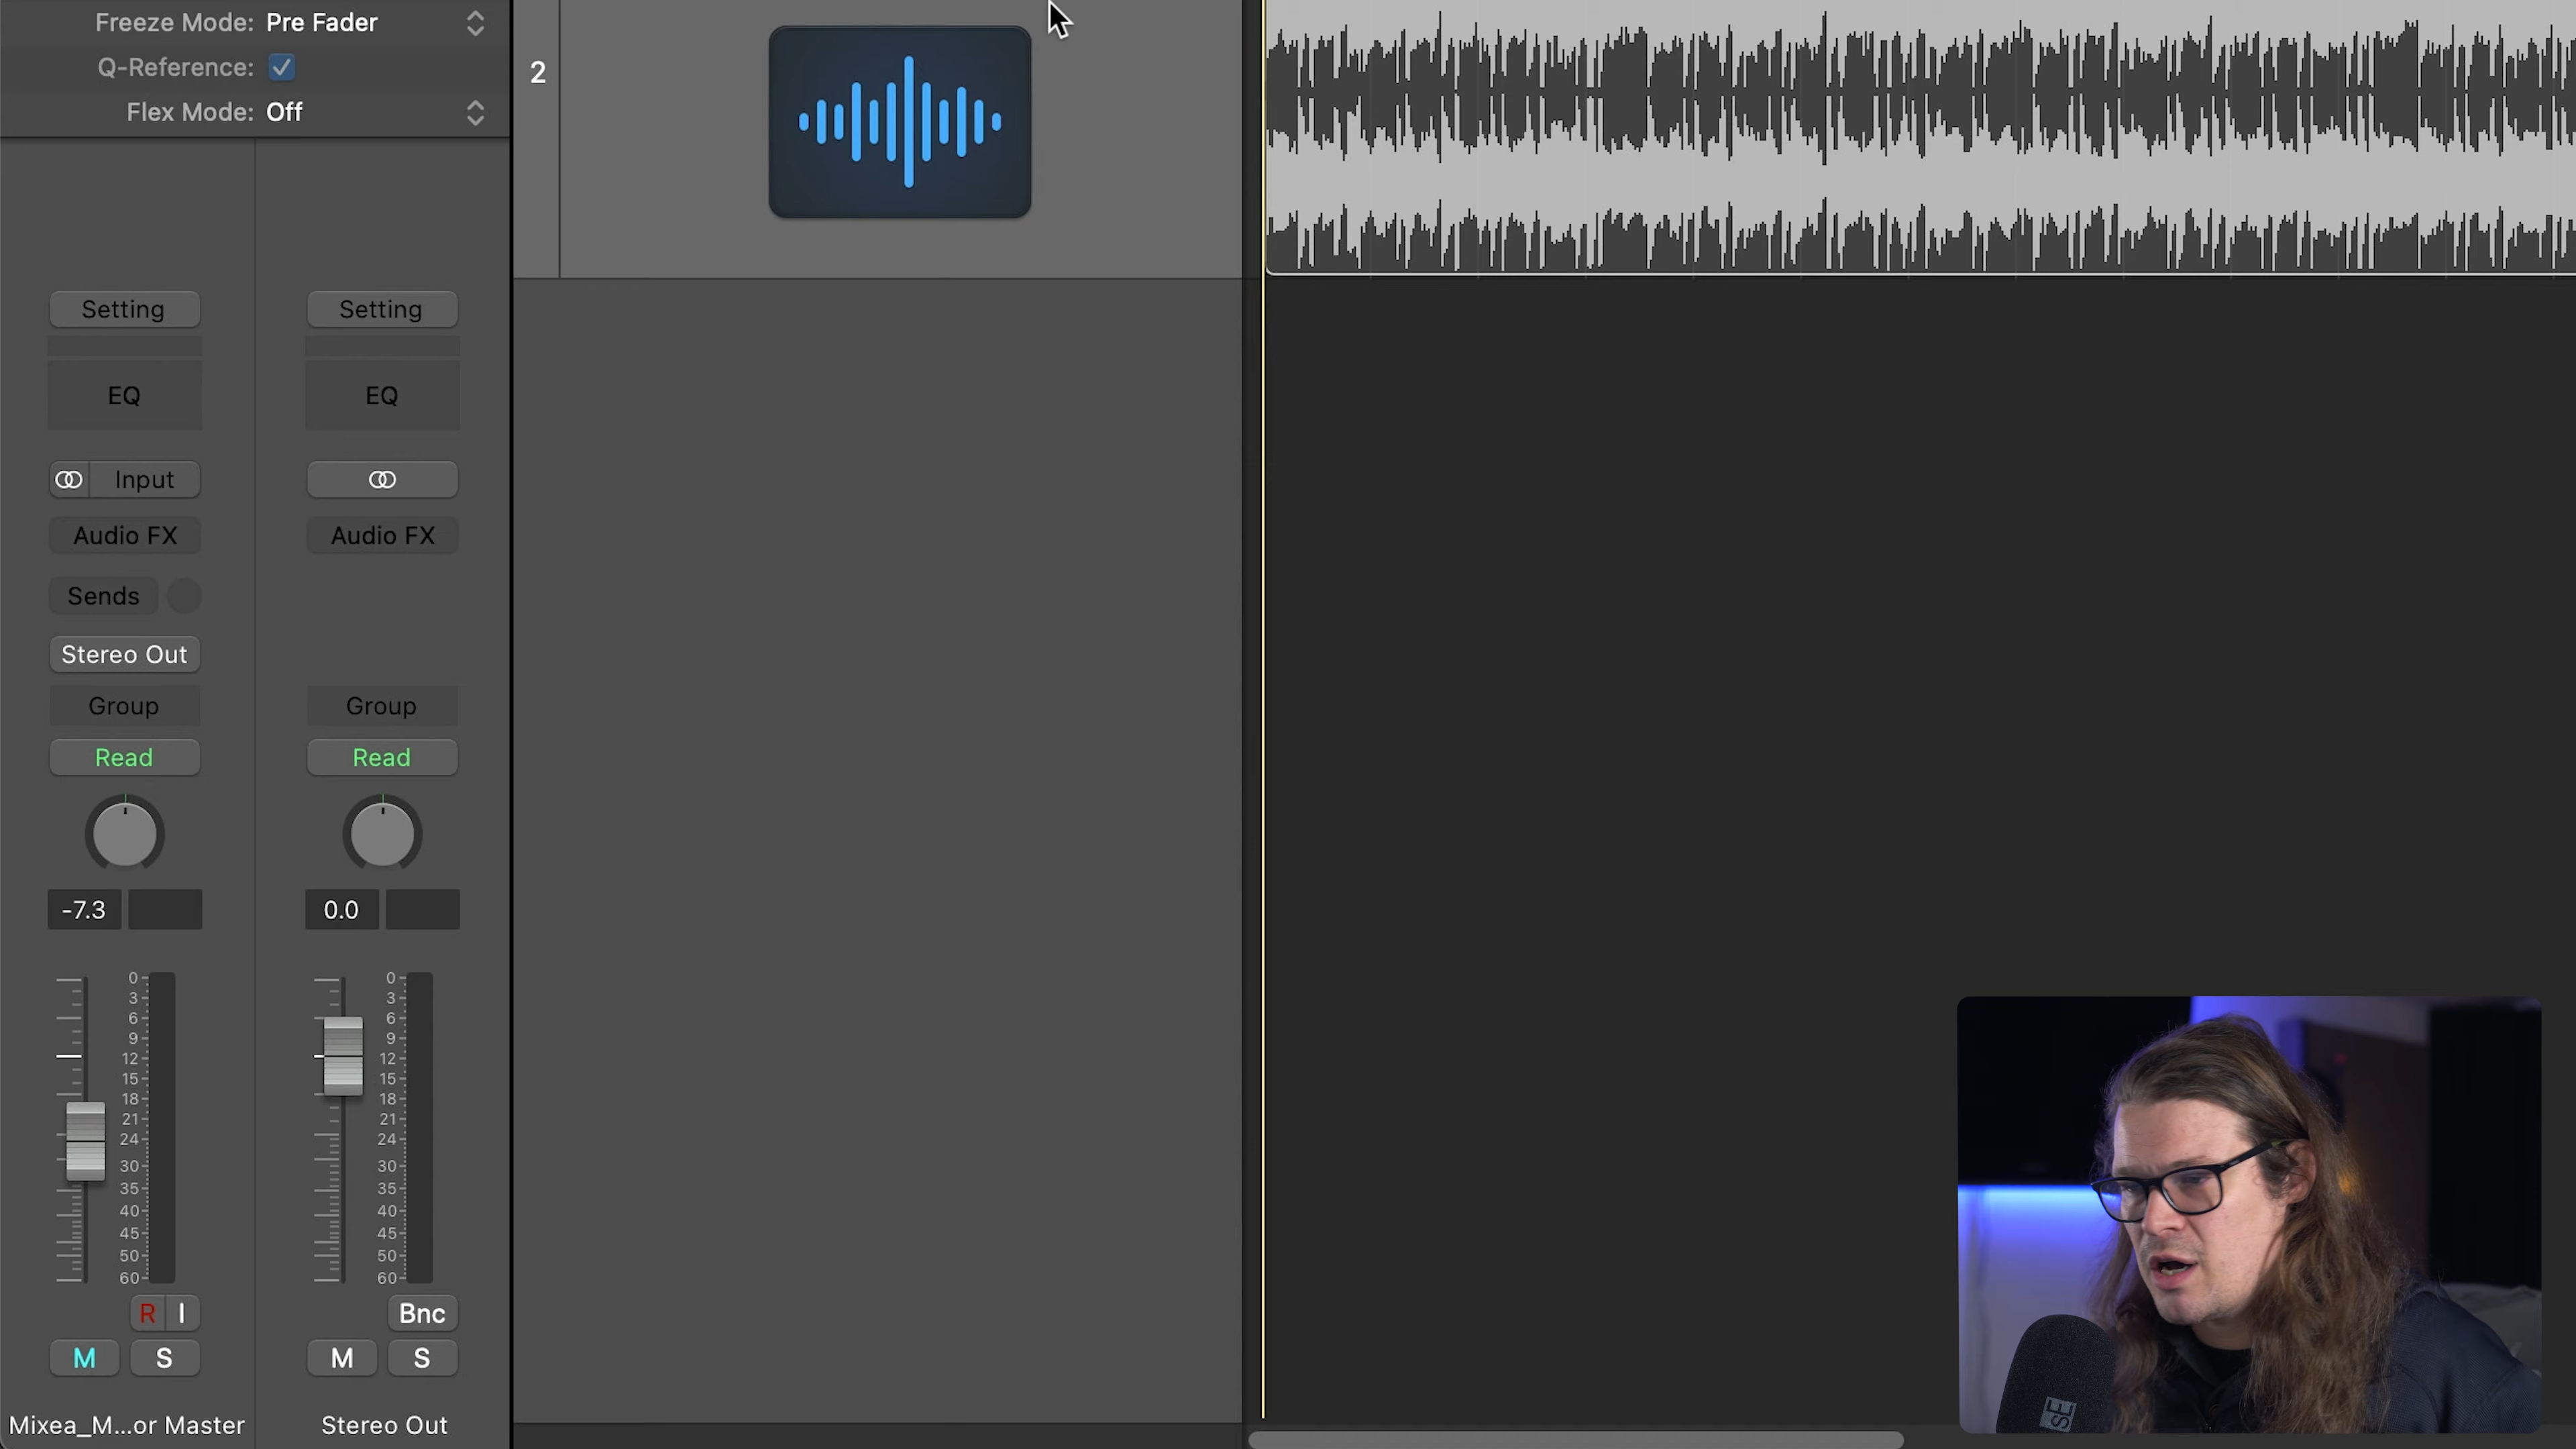 Freeze Mode: Pre Fader
Q-Reference:
Flex Mode: Off
2
Setting
Setting
EQ
EQ
Input
Audio FX
Audio FX
Sends
Stereo Out
Group
Group
Read
Read
-7.3
0.0
0
3
6
9
12
15
18
21
24
30
35
40
45
50
60
0
3
6
9
12
15
18
21
24
30
35
40
45
50
60
R I
Bnc
M S
M S
Mixea_M...or Master
Stereo Out
sE